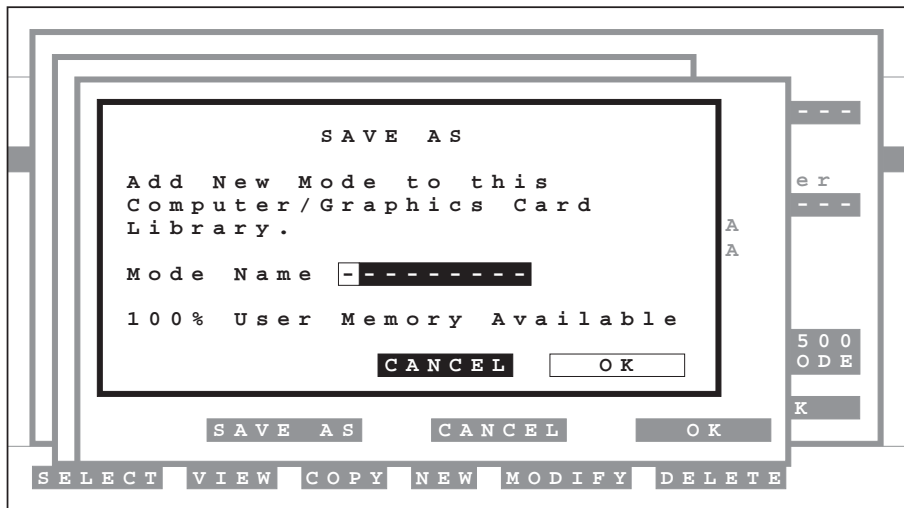 SAVE AS
Add New Mode to this
Computer/Graphics Card
Library.
Mode Name ---------
100% User Memory Available
CANCEL OK
---
er
---
A
A
500
ODE
K
SAVE AS CANCEL OK
SELECT VIEW COPY NEW MODIFY DELETE